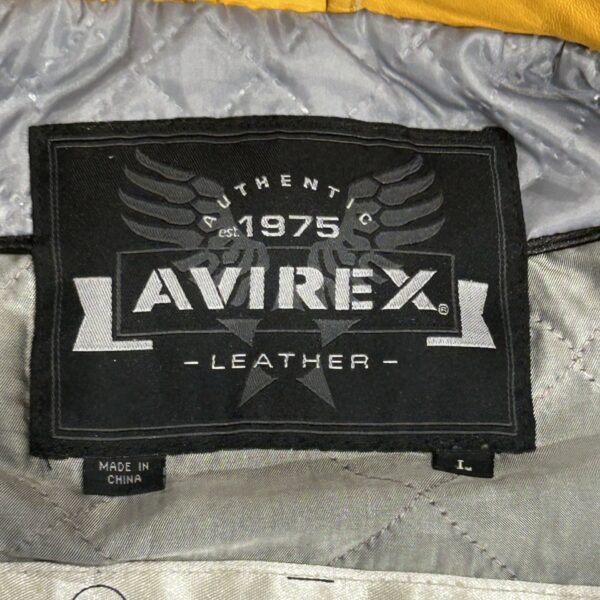 AUTHENTIC
est. 1975
AVIREX®
- LEATHER -
MADE IN
CHINA
L